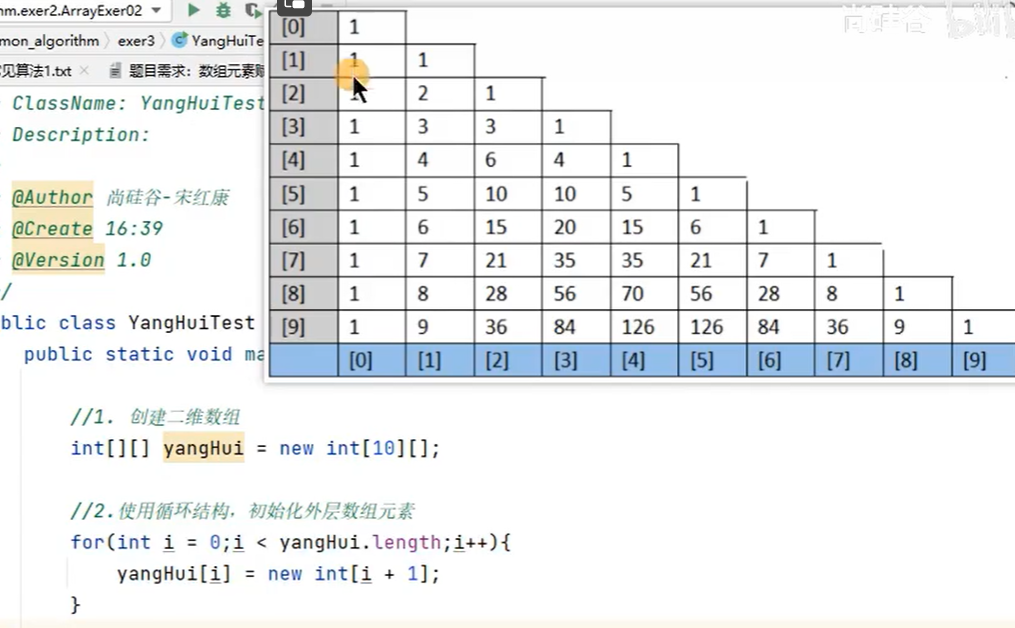 nm.exer2.ArrayExer02
mon_algorithm exer3 YangHuiTe
见算法1.txt 题目需求：数组元素赋
尚硅谷 bilibili
ClassName: YangHuiTest
Description:
@Author 尚硅谷-宋红康
@Create 16:39
@Version 1.0
/
blic class YangHuiTest
public static void ma
[0] 1
[1] 1 1
[2] 1 2 1
[3] 1 3 3 1
[4] 1 4 6 4 1
[5] 1 5 10 10 5 1
[6] 1 6 15 20 15 6 1
[7] 1 7 21 35 35 21 7 1
[8] 1 8 28 56 70 56 28 8 1
[9] 1 9 36 84 126 126 84 36 9 1
[0] [1] [2] [3] [4] [5] [6] [7] [8] [9]
//1. 创建二维数组
int[][] yangHui = new int[10][];
//2.使用循环结构，初始化外层数组元素
for(int i = 0;i < yangHui.length;i++){
yangHui[i] = new int[i + 1];
}